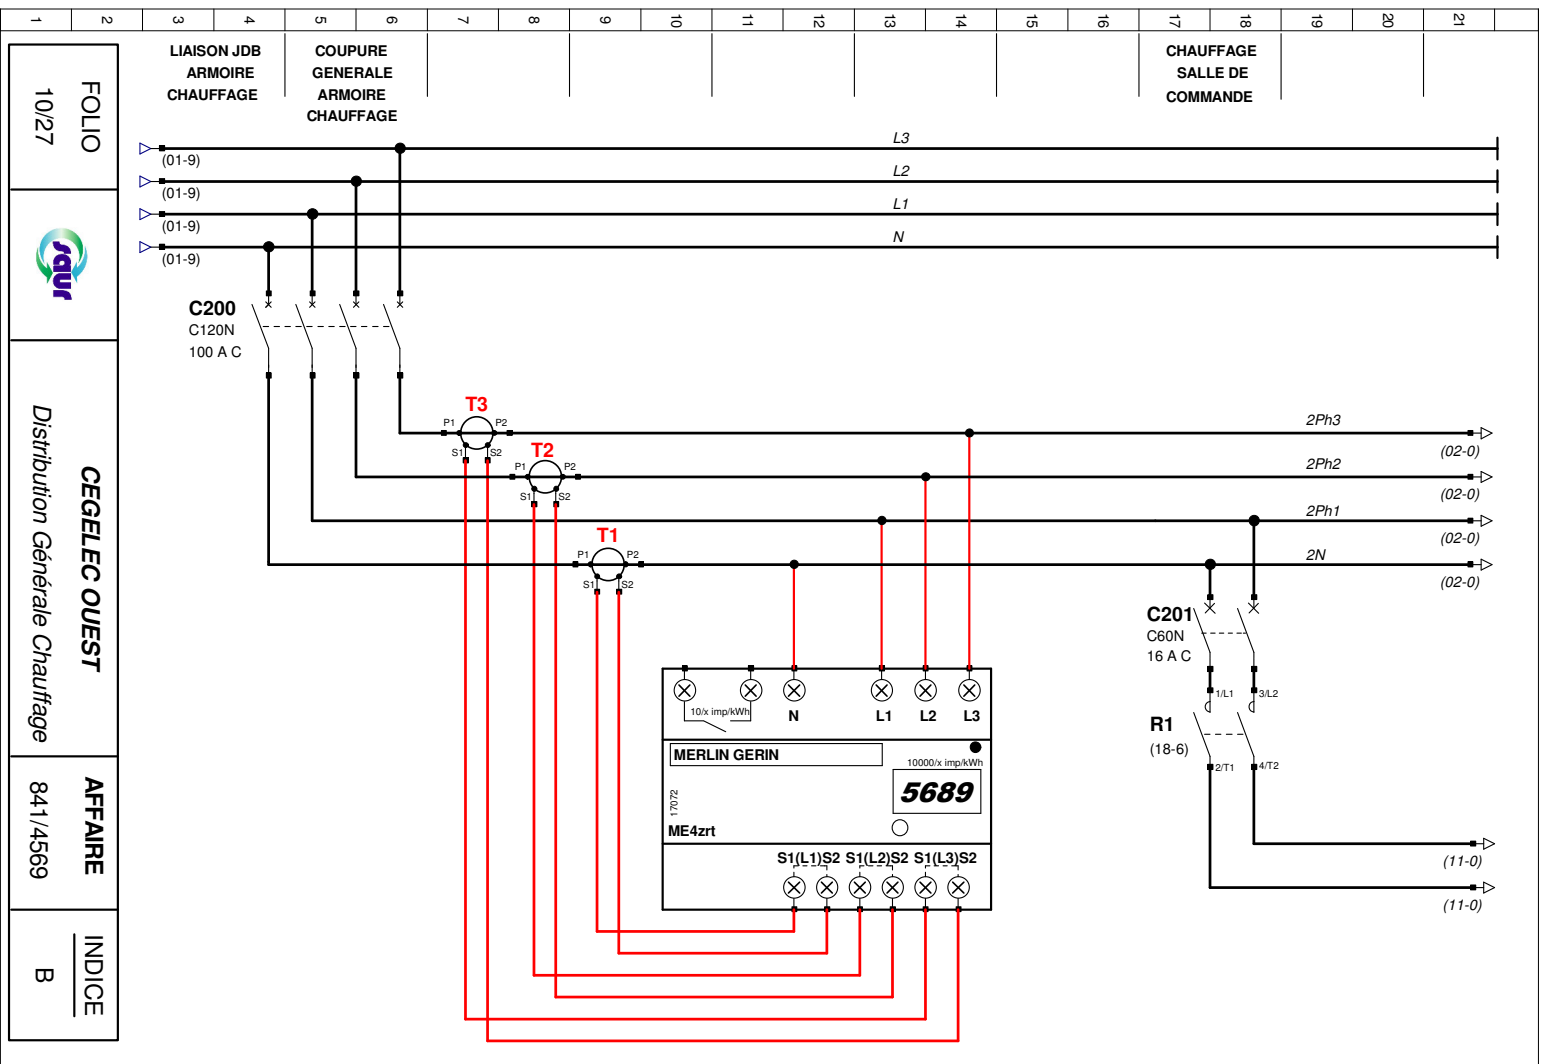 1 2 3 4 5 6 7 8 9 10 11 12 13 14 15 16 17 18 19 20 21
LIAISON JDB
ARMOIRE
CHAUFFAGE
COUPURE
GENERALE
ARMOIRE
CHAUFFAGE
CHAUFFAGE
SALLE DE
COMMANDE
FOLIO
10/27
saur
CEGELEC OUEST
Distribution Générale Chauffage
AFFAIRE
841/4569
INDICE
B
L3
(01-9)
L2
(01-9)
L1
(01-9)
N
(01-9)
C200
C120N
100 A C
T3
P1 P2
S1 S2
2Ph3
(02-0)
T2
P1 P2
S1 S2
2Ph2
(02-0)
2Ph1
(02-0)
T1
P1 P2
S1 S2
2N
(02-0)
C201
C60N
16 A C
1/L1 3/L2
R1
(18-6)
2/T1 4/T2
(11-0)
(11-0)
10/x imp/kWh
N L1 L2 L3
MERLIN GERIN
10000/x imp/kWh
5689
17072
ME4zrt
S1(L1)S2 S1(L2)S2 S1(L3)S2